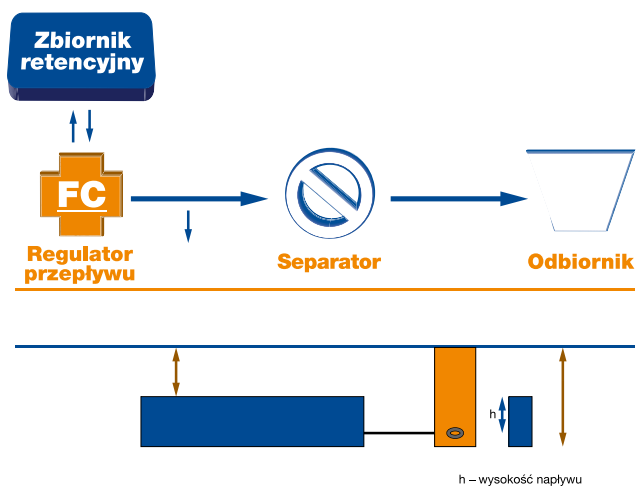 Zbiornik
retencyjny
FC
Regulator
przepływu
Separator
Odbiornik
h
h – wysokość napływu